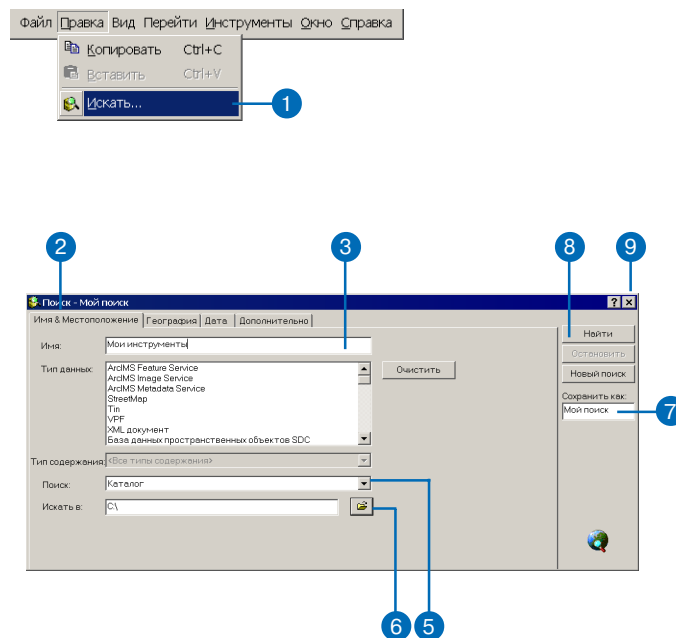 Файл Правка Вид Перейти Инструменты Окно Справка
Копировать Ctrl+C
Вставить Ctrl+V
Искать...
1
2
3
8
9
Поиск - Мой поиск
Имя & Местоположение География Дата Дополнительно
Имя: Мои инструменты
Тип данных: ArcIMS Feature Service
ArcIMS Image Service
ArcIMS Metadata Service
StreetMap
Tin
VPF
XML документ
База данных пространственных объектов SDC
Очистить
Тип содержания: <Все типы содержания>
Поиск: Каталог
Искать в: C:\
Найти
Остановить
Новый поиск
Сохранить как:
Мой поиск
7
6
5